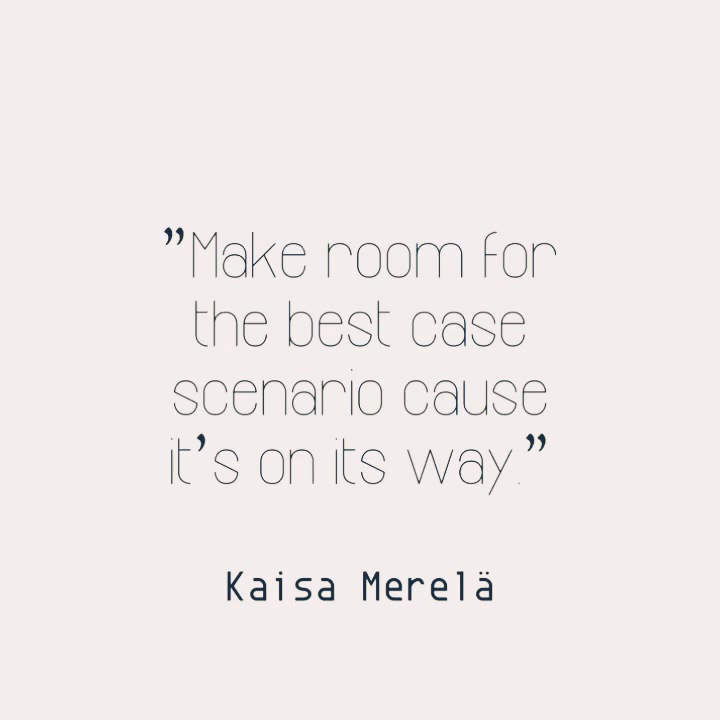 ”Make room for
the best case
scenario cause
it’s on its way.”
Kaisa Merelä